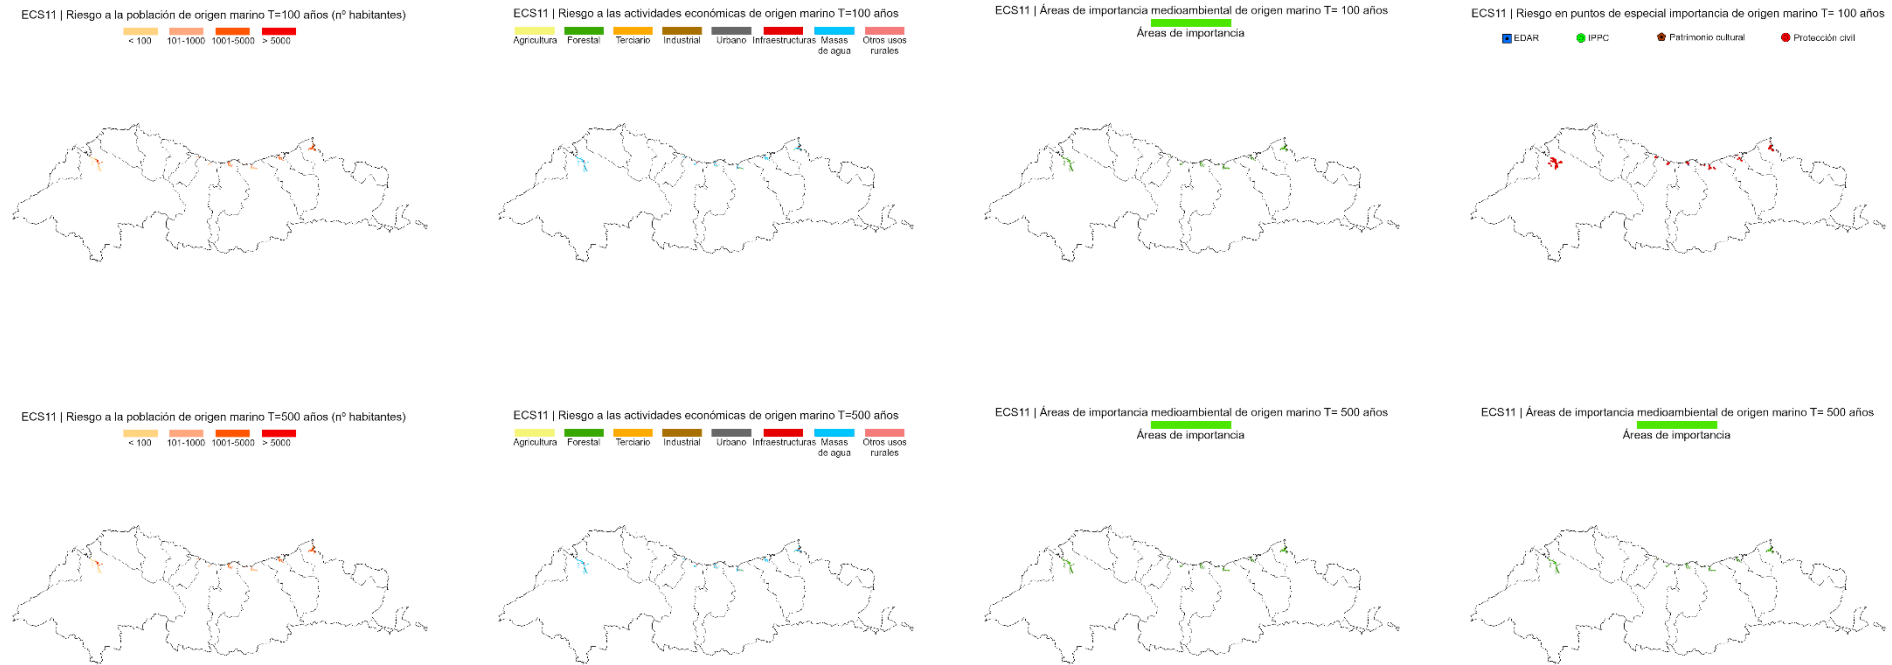 ECS11 | Riesgo a la población de origen marino T=100 años (nº habitantes)
< 100 101-1000 1001-5000 > 5000
ECS11 | Riesgo a las actividades económicas de origen marino T=100 años
Agricultura Forestal Terciario Industrial Urbano Infraestructuras Masas de agua Otros usos rurales
ECS11 | Áreas de importancia medioambiental de origen marino T= 100 años
Áreas de importancia
ECS11 | Riesgo en puntos de especial importancia de origen marino T= 100 años
EDAR IPPC Patrimonio cultural Protección civil
ECS11 | Riesgo a la población de origen marino T=500 años (nº habitantes)
< 100 101-1000 1001-5000 > 5000
ECS11 | Riesgo a las actividades económicas de origen marino T=500 años
Agricultura Forestal Terciario Industrial Urbano Infraestructuras Masas de agua Otros usos rurales
ECS11 | Áreas de importancia medioambiental de origen marino T= 500 años
Áreas de importancia
ECS11 | Áreas de importancia medioambiental de origen marino T= 500 años
Áreas de importancia